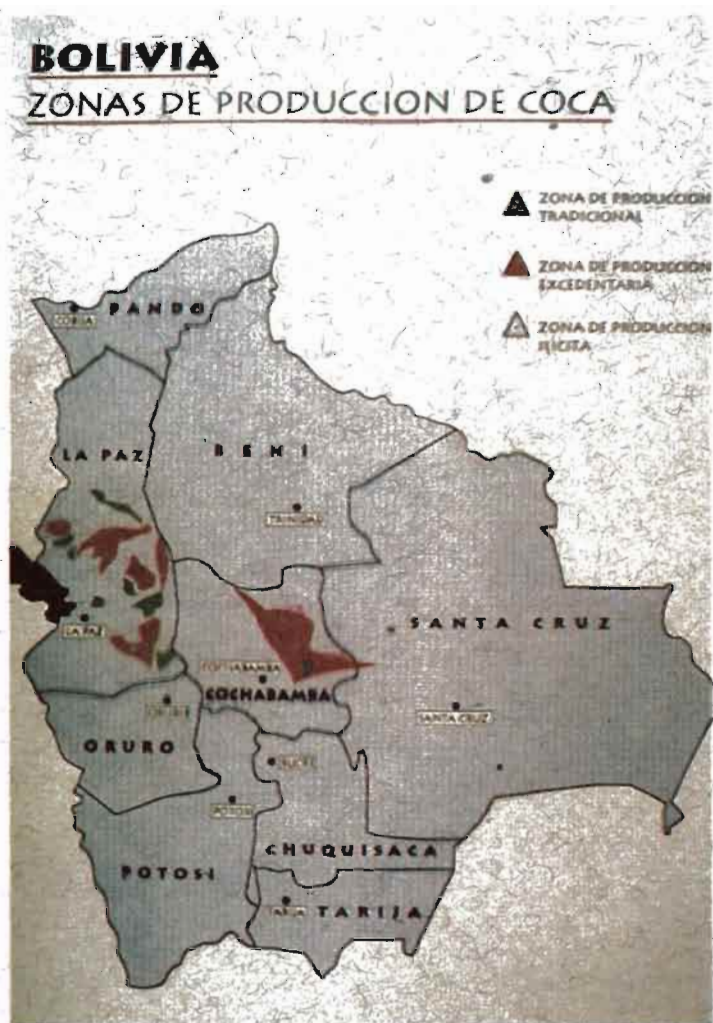 BOLIVIA
ZONAS DE PRODUCCION DE COCA
ZONA DE PRODUCCION
TRADICIONAL
ZONA DE PRODUCCION
EXCEDENTARIA
ZONA DE PRODUCCION
ILICITA
PANDO
COBIJA
LA PAZ
BENI
TRINIDAD
LA PAZ
SANTA CRUZ
COCHABAMBA
COCHABAMBA
ORURO
SANTA CRUZ
ORURO
SUCRE
POTOSI
CHUQUISACA
POTOSI
TARIJA
TARIJA